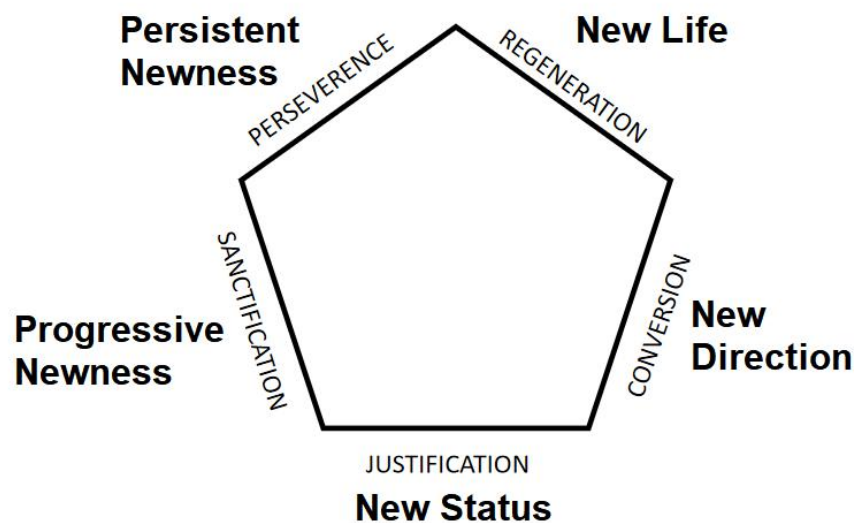 Persistent
Newness
PERSEVERENCE
REGENERATION
New Life
SANCTIFICATION
Progressive
Newness
CONVERSION
New
Direction
JUSTIFICATION
New Status